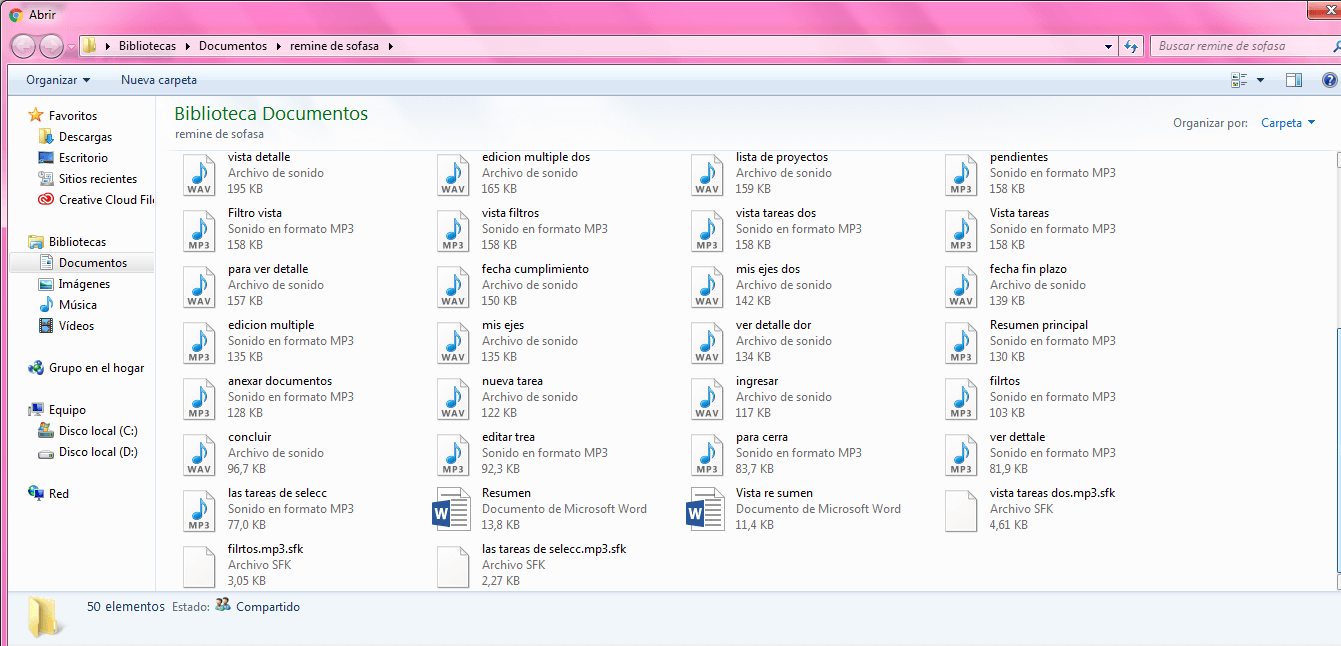 Abrir
Bibliotecas Documentos remine de sofasa
Buscar remine de sofasa
Organizar Nueva carpeta
Favoritos
Descargas
Escritorio
Sitios recientes
Creative Cloud File
Bibliotecas
Documentos
Imágenes
Música
Vídeos
Grupo en el hogar
Equipo
Disco local (C:)
Disco local (D:)
Red
Biblioteca Documentos
remine de sofasa
Organizar por: Carpeta
WAV
vista detalle
Archivo de sonido
195 KB
WAV
edicion multiple dos
Archivo de sonido
165 KB
WAV
lista de proyectos
Archivo de sonido
159 KB
MP3
pendientes
Sonido en formato MP3
158 KB
MP3
Filtro vista
Sonido en formato MP3
158 KB
MP3
vista filtros
Sonido en formato MP3
158 KB
MP3
vista tareas dos
Sonido en formato MP3
158 KB
MP3
Vista tareas
Sonido en formato MP3
158 KB
WAV
para ver detalle
Archivo de sonido
157 KB
WAV
fecha cumplimiento
Archivo de sonido
150 KB
WAV
mis ejes dos
Archivo de sonido
142 KB
WAV
fecha fin plazo
Archivo de sonido
139 KB
MP3
edicion multiple
Sonido en formato MP3
135 KB
WAV
mis ejes
Archivo de sonido
135 KB
WAV
ver detalle dor
Archivo de sonido
134 KB
MP3
Resumen principal
Sonido en formato MP3
130 KB
MP3
anexar documentos
Sonido en formato MP3
128 KB
WAV
nueva tarea
Archivo de sonido
122 KB
WAV
ingresar
Archivo de sonido
117 KB
MP3
filrtos
Sonido en formato MP3
103 KB
WAV
concluir
Archivo de sonido
96,7 KB
MP3
editar trea
Sonido en formato MP3
92,3 KB
MP3
para cerra
Sonido en formato MP3
83,7 KB
MP3
ver dettale
Sonido en formato MP3
81,9 KB
MP3
las tareas de selecc
Sonido en formato MP3
77,0 KB
W
Resumen
Documento de Microsoft Word
13,8 KB
W
Vista re sumen
Documento de Microsoft Word
11,4 KB
vista tareas dos.mp3.sfk
Archivo SFK
4,61 KB
filrtos.mp3.sfk
Archivo SFK
3,05 KB
las tareas de selecc.mp3.sfk
Archivo SFK
2,27 KB
50 elementos Estado: Compartido